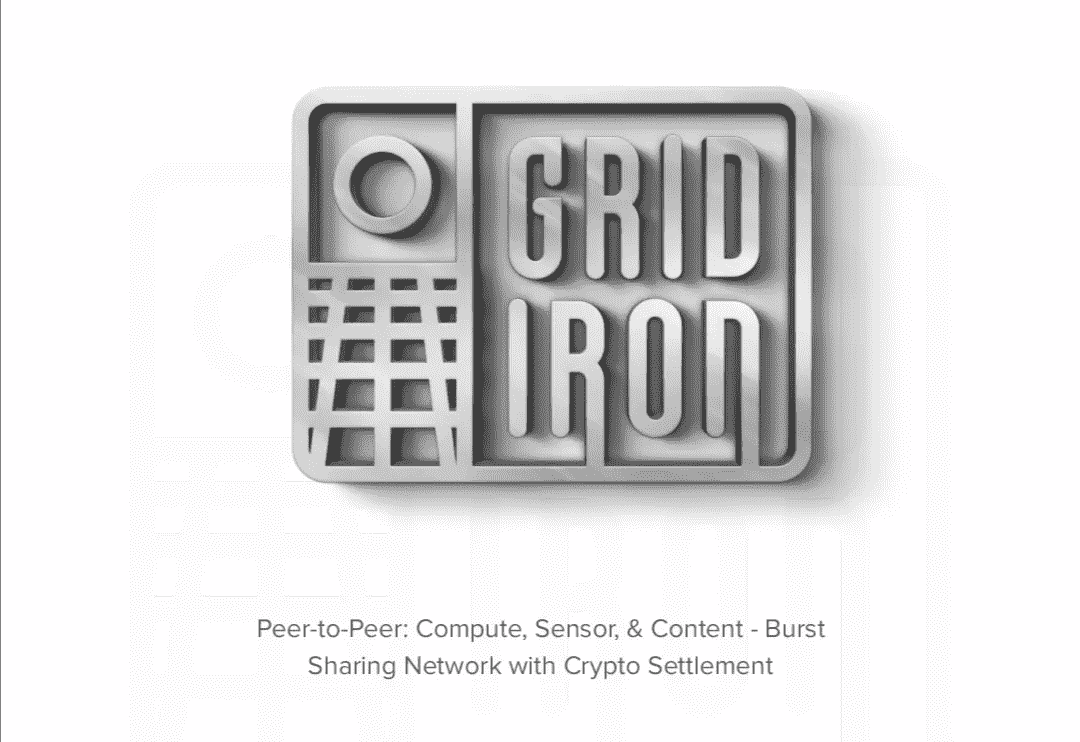 GRID
IRON
Peer-to-Peer: Compute, Sensor, & Content - Burst
Sharing Network with Crypto Settlement